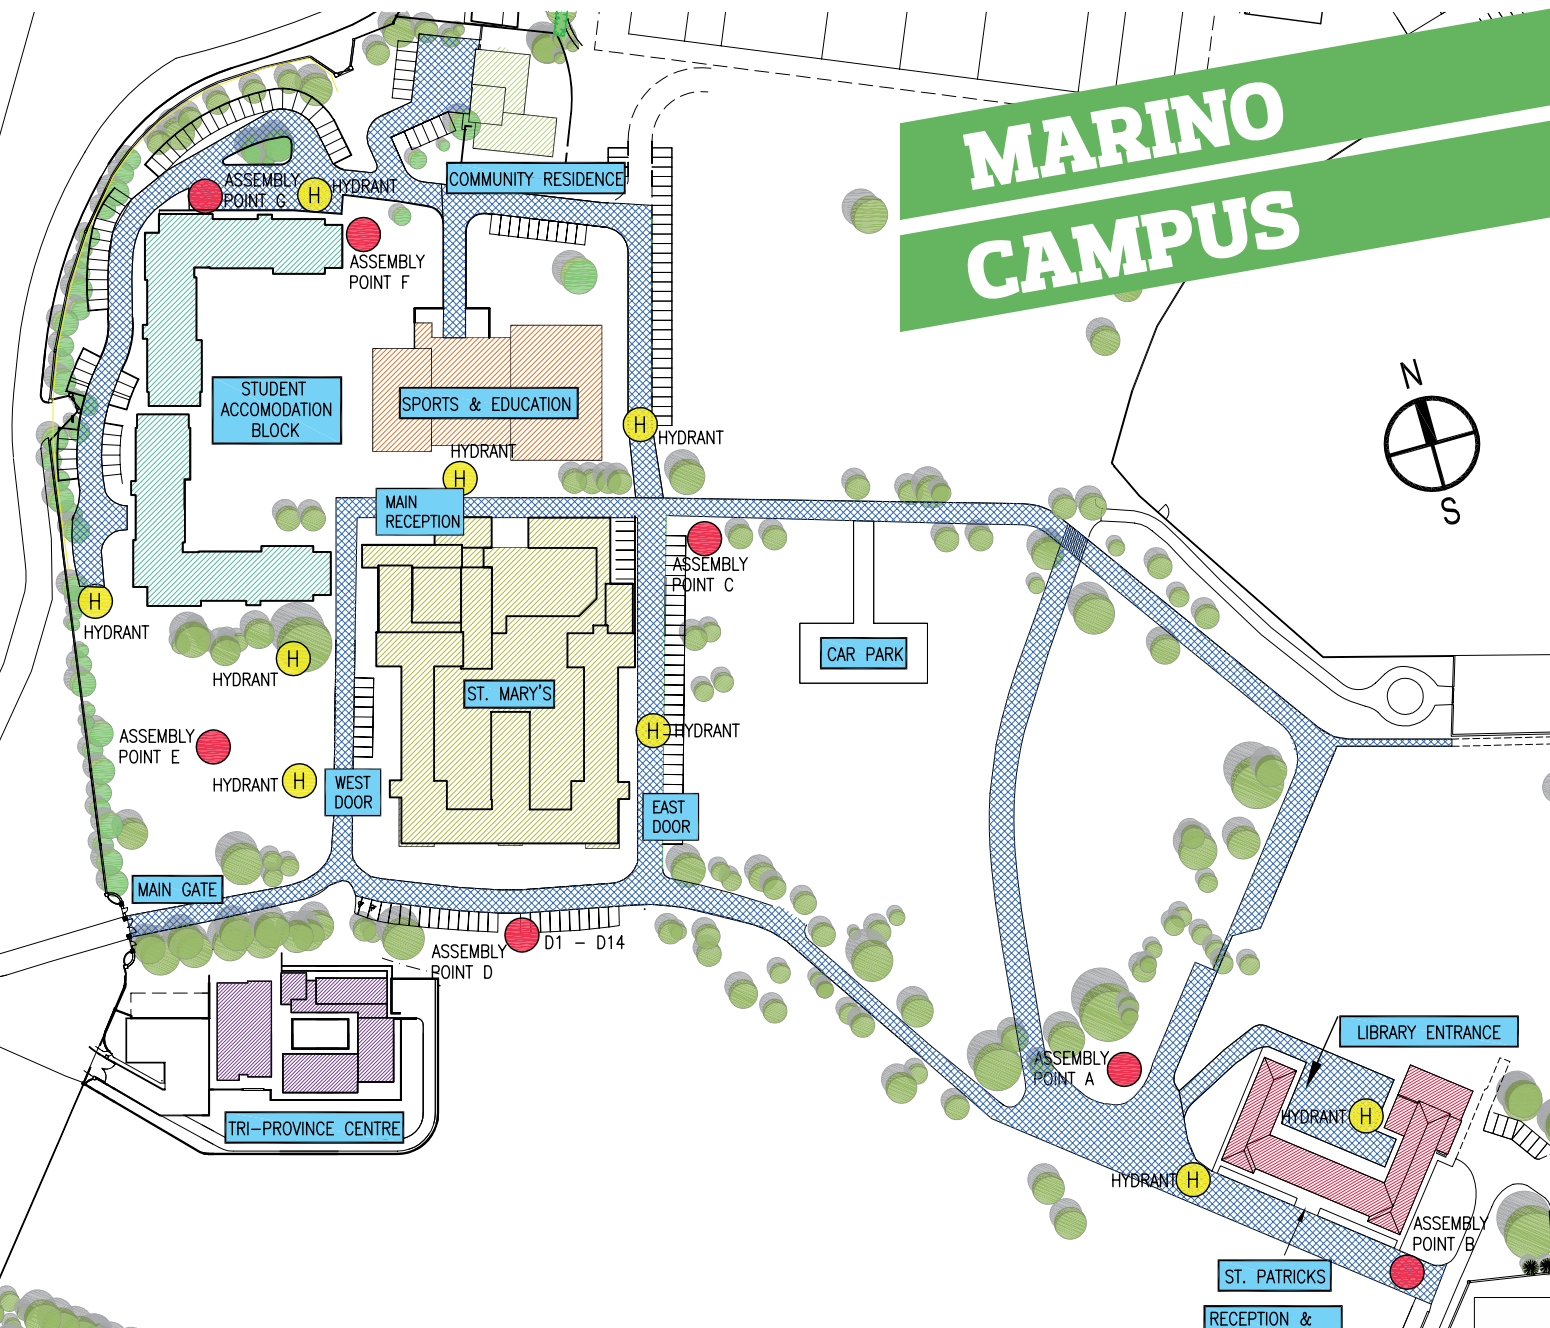 MARINO
CAMPUS
N
S
COMMUNITY RESIDENCE
ASSEMBLY
POINT G
H
HYDRANT
ASSEMBLY
POINT F
STUDENT
ACCOMODATION
BLOCK
SPORTS & EDUCATION
H
HYDRANT
HYDRANT
H
MAIN
RECEPTION
ASSEMBLY
POINT C
H
HYDRANT
H
HYDRANT
CAR PARK
ST. MARY'S
H
HYDRANT
ASSEMBLY
POINT E
HYDRANT
H
WEST
DOOR
EAST
DOOR
MAIN GATE
ASSEMBLY
POINT D
D1 - D14
TRI-PROVINCE CENTRE
LIBRARY ENTRANCE
ASSEMBLY
POINT A
HYDRANT
H
HYDRANT
H
ASSEMBLY
POINT B
ST. PATRICKS
RECEPTION &